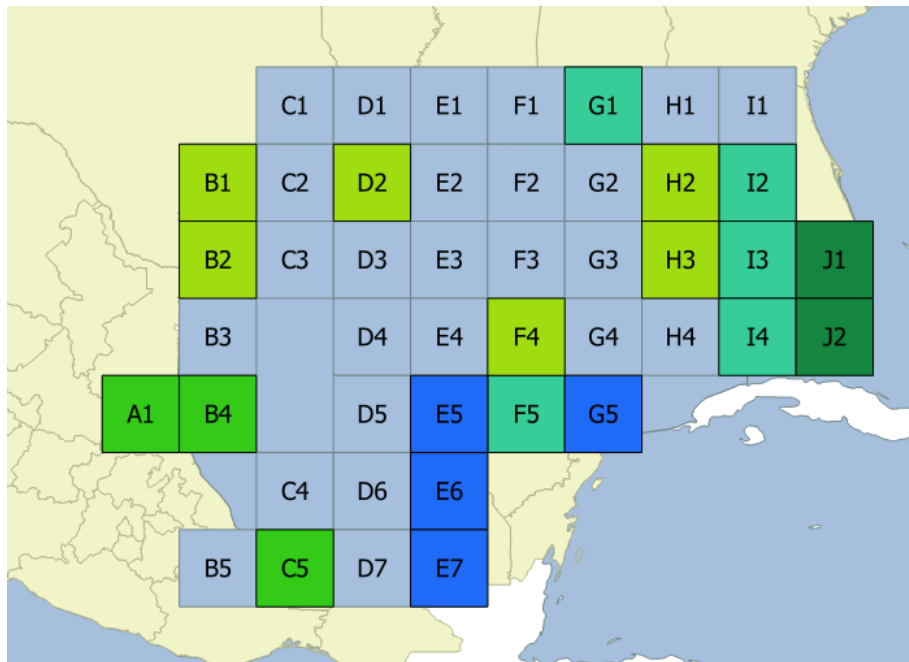 C1 D1 E1 F1 G1 H1 I1
B1 C2 D2 E2 F2 G2 H2 I2
B2 C3 D3 E3 F3 G3 H3 I3 J1
B3 D4 E4 F4 G4 H4 I4 J2
A1 B4 D5 E5 F5 G5
C4 D6 E6
B5 C5 D7 E7